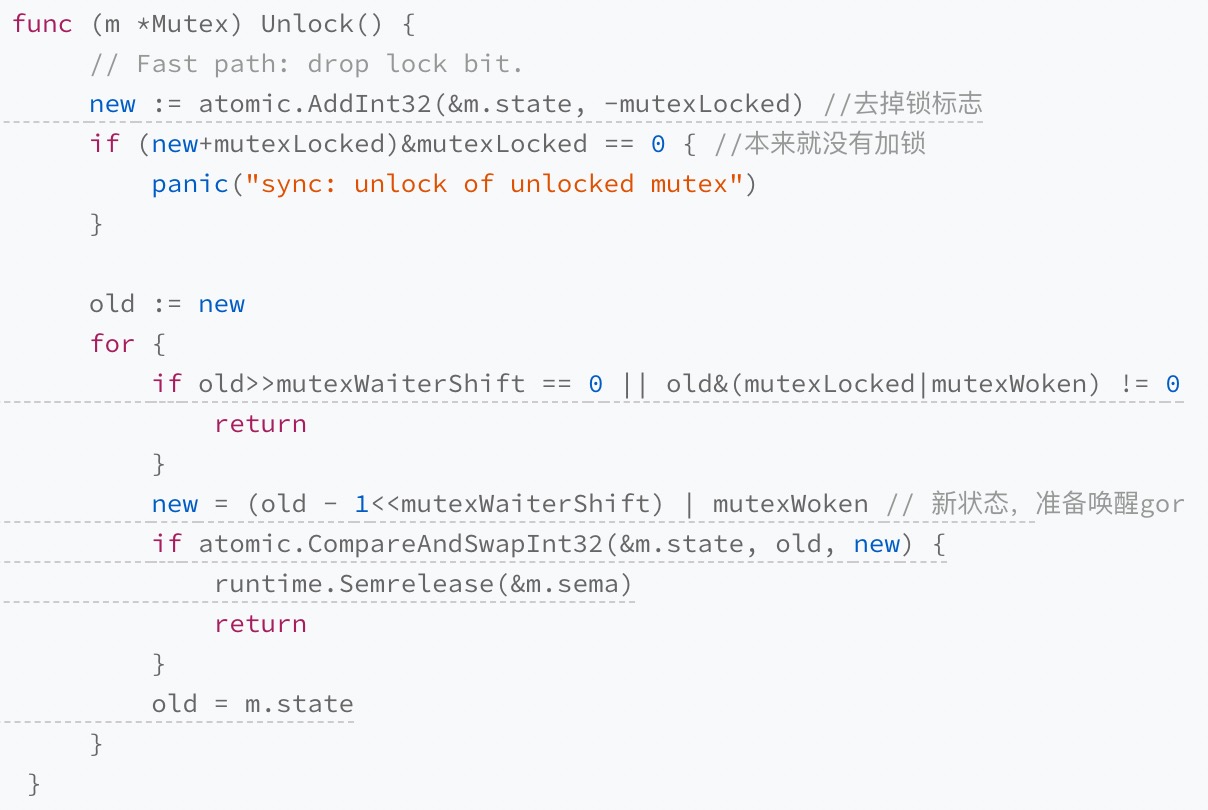 func (m *Mutex) Unlock() {
// Fast path: drop lock bit.
new := atomic.AddInt32(&m.state, -mutexLocked) //去掉锁标志
if (new+mutexLocked)&mutexLocked == 0 { //本来就没有加锁
panic("sync: unlock of unlocked mutex")
}
old := new
for {
if old>>mutexWaiterShift == 0 || old&(mutexLocked|mutexWoken) != 0
return
}
new = (old - 1<<mutexWaiterShift) | mutexWoken // 新状态，准备唤醒gor
if atomic.CompareAndSwapInt32(&m.state, old, new) {
runtime.Semrelease(&m.sema)
return
}
old = m.state
}
}